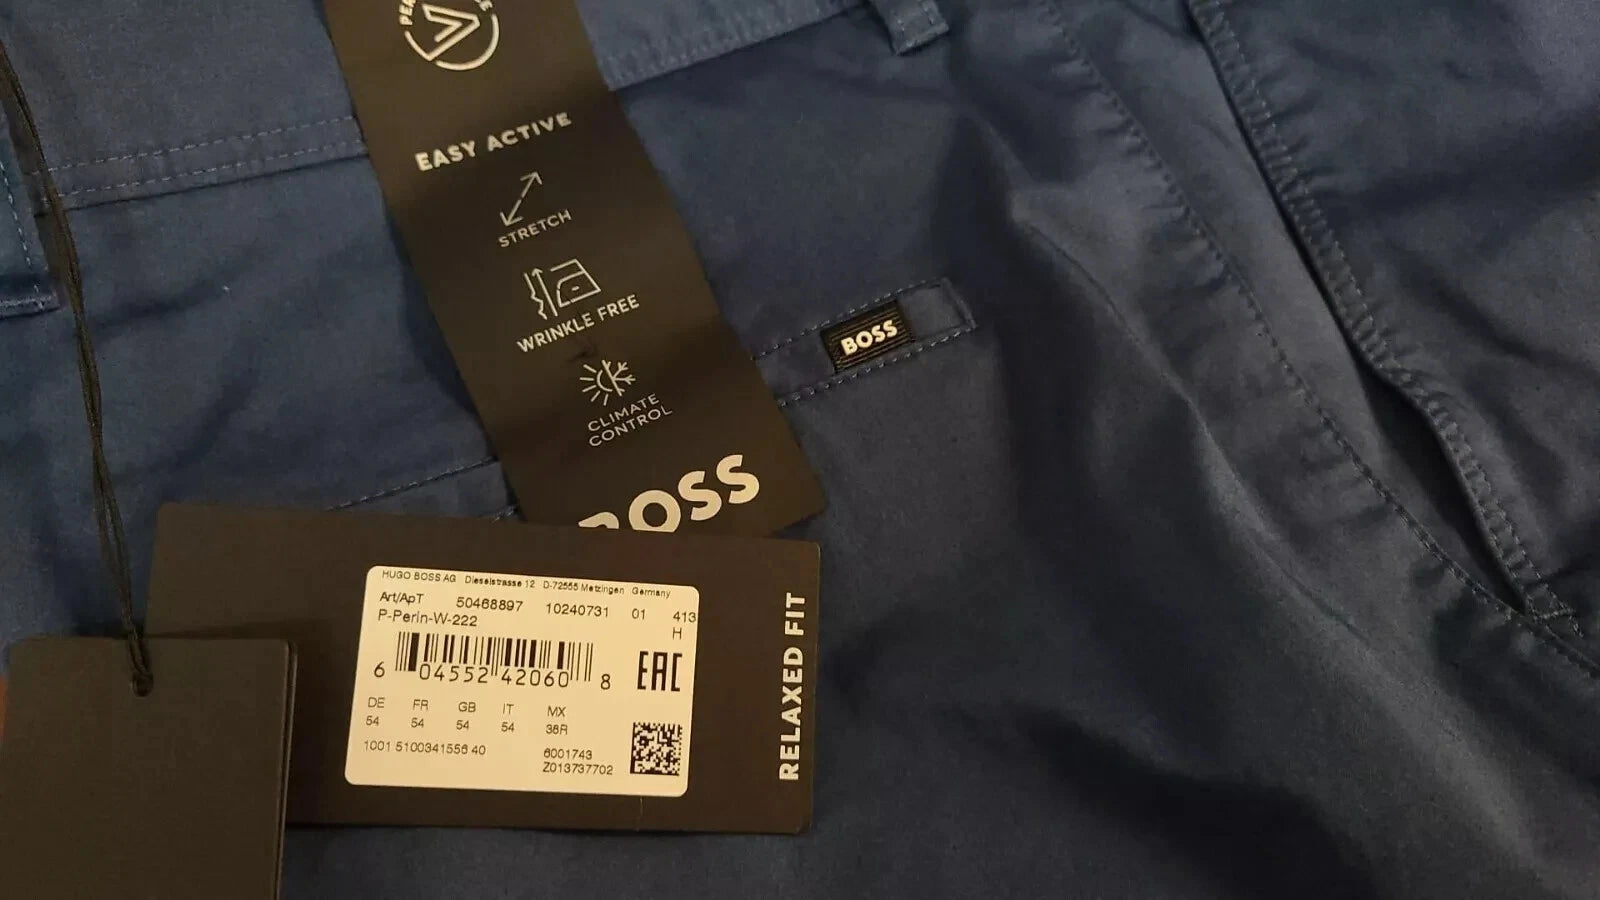 EASY ACTIVE
STRETCH
WRINKLE FREE
CLIMATE
CONTROL
BOSS
BOSS
HUGO BOSS AG Dieselstrasse 12 D-72555 Metzingen Germany
Art/ApT 50468897 10240731 01 413
P-Perin-W-222 H
6 04552 42060 8 EAC
DE FR GB IT MX
54 54 54 54 36R
1001 5100341556 40 6001743
Z013737702
RELAXED FIT